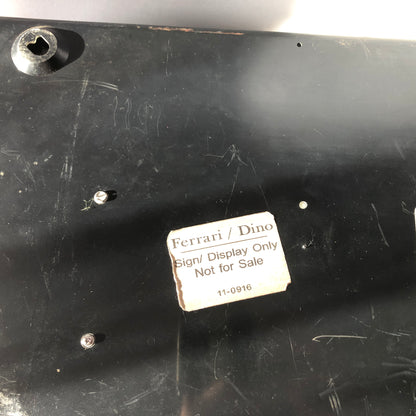 Ferrari / Dino
Sign/ Display Only
Not for Sale
11-0916